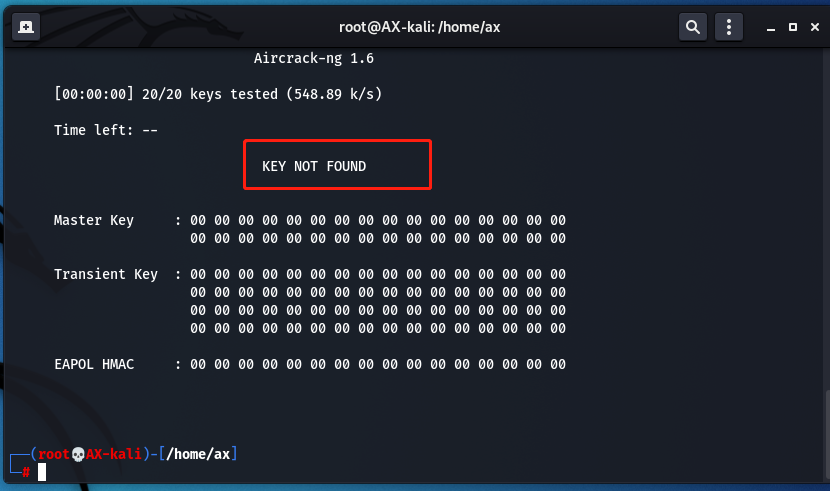 root@AX-kali: /home/ax
Aircrack-ng 1.6
[00:00:00] 20/20 keys tested (548.89 k/s)
Time left: --
KEY NOT FOUND
Master Key     : 00 00 00 00 00 00 00 00 00 00 00 00 00 00 00 00
00 00 00 00 00 00 00 00 00 00 00 00 00 00 00 00
Transient Key  : 00 00 00 00 00 00 00 00 00 00 00 00 00 00 00 00
00 00 00 00 00 00 00 00 00 00 00 00 00 00 00 00
00 00 00 00 00 00 00 00 00 00 00 00 00 00 00 00
00 00 00 00 00 00 00 00 00 00 00 00 00 00 00 00
EAPOL HMAC     : 00 00 00 00 00 00 00 00 00 00 00 00 00 00 00 00
┌──(root💀AX-kali)-[/home/ax]
└─#